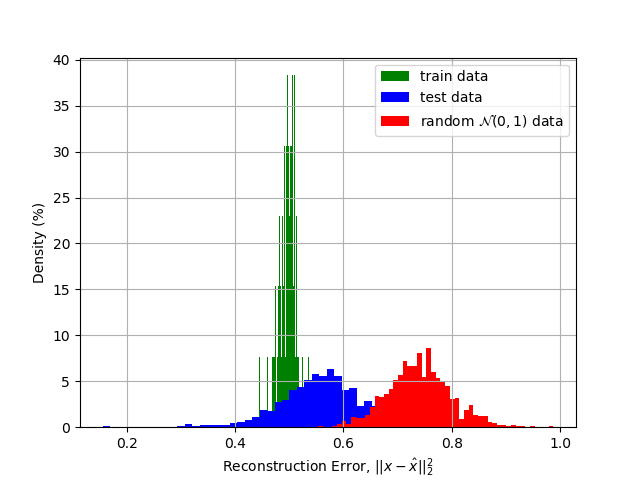 40
35
30
25
20
15
10
5
0
Density (%)
train data
test data
random $\mathcal{N}(0, 1)$ data
0.2 0.4 0.6 0.8 1.0
Reconstruction Error, $||x - \hat{x}||_2^2$